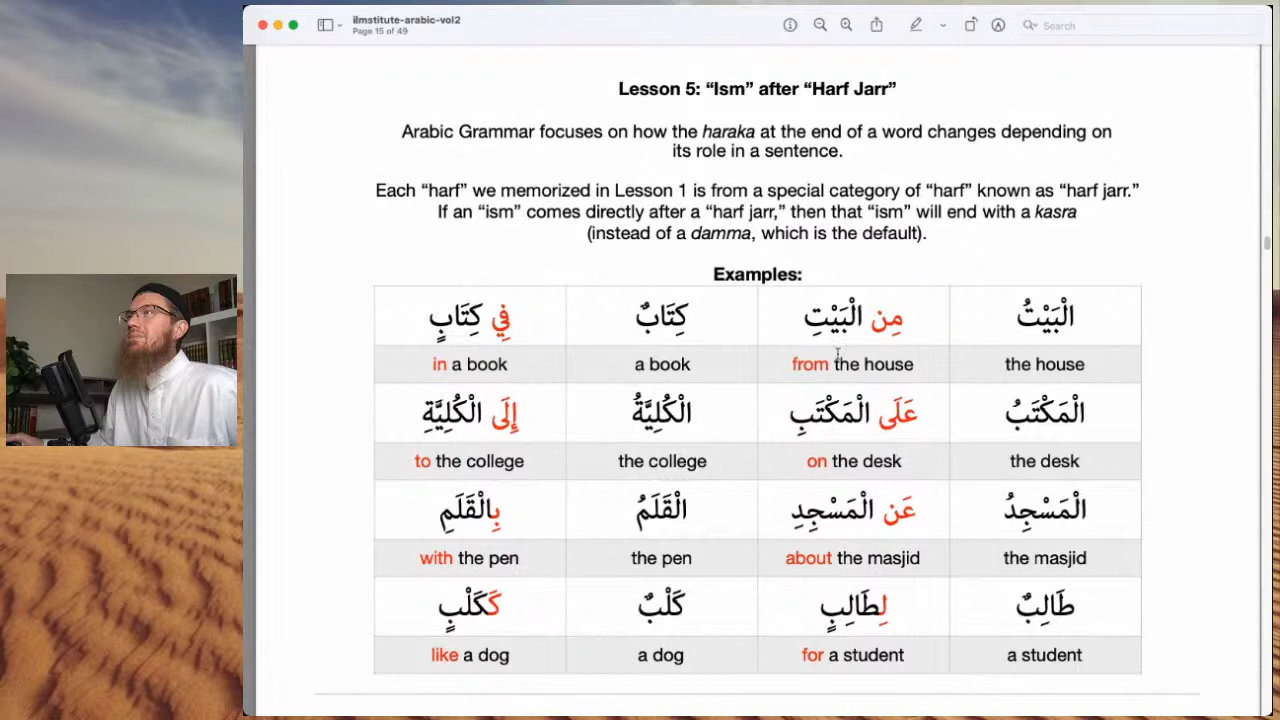 ilmstitute-arabic-vol2
Page 15 of 49
Search
Lesson 5: “Ism” after “Harf Jarr”
Arabic Grammar focuses on how the haraka at the end of a word changes depending on
its role in a sentence.
Each “harf” we memorized in Lesson 1 is from a special category of “harf” known as “harf jarr.”
If an “ism” comes directly after a “harf jarr,” then that “ism” will end with a kasra
(instead of a damma, which is the default).
Examples:
الْبَيْتُ مِن الْبَيْتِ كِتَابٌ فِي كِتَابٍ
in a book a book from the house the house
الْمَكْتَبُ عَلَى الْمَكْتَبِ الْكُلِيَّةُ إِلَى الْكُلِيَّةِ
to the college the college on the desk the desk
الْمَسْجِدُ عَن الْمَسْجِدِ الْقَلَمُ بِالْقَلَمِ
with the pen the pen about the masjid the masjid
طَالِبٌ لِطَالِبٍ كَلْبٌ كَكَلْبٍ
like a dog a dog for a student a student